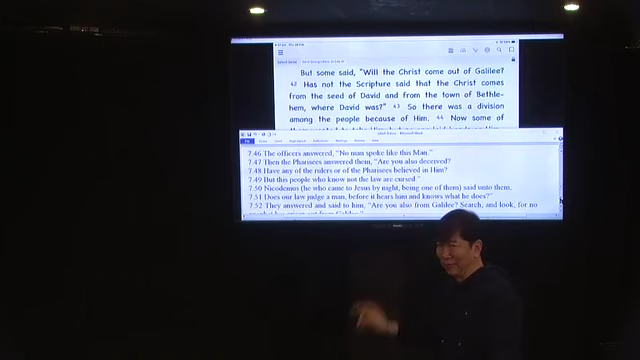 But some said, "Will the Christ come out of Galilee?
42 Has not the Scripture said that the Christ comes
from the seed of David and from the town of Bethle-
hem, where David was?" 43 So there was a division
among the people because of Him. 44 Now some of
7.46 The officers answered, "No man spoke like this Man."
7.47 Then the Pharisees answered them, "Are you also deceived?
7.48 Have any of the rulers or of the Pharisees believed in Him?
7.49 But this people who know not the law are cursed."
7.50 Nicodemus (he who came to Jesus by night, being one of them) said unto them,
7.51 Does our law judge a man, before it hears him and knows what he does?"
7.52 They answered and said to him, "Are you also from Galilee? Search, and look, for no